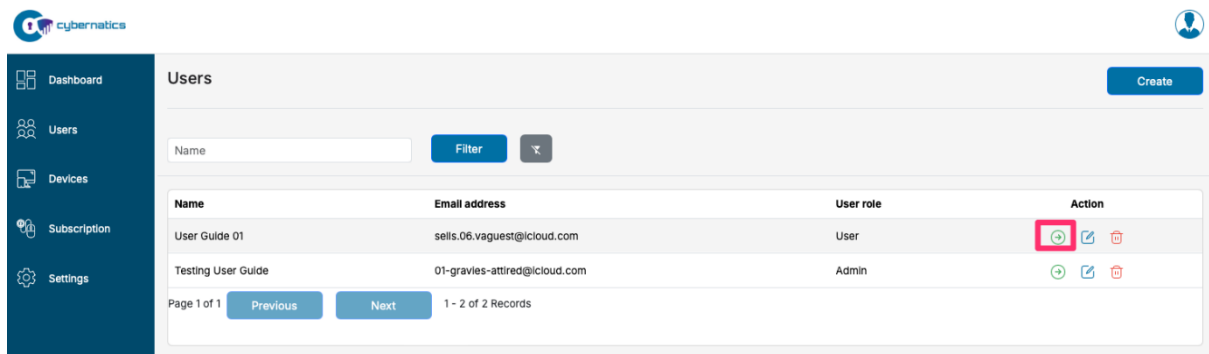 cybernatics
Dashboard
Users
Devices
Subscription
Settings
Users
Create
Name
Filter
Name Email address User role Action
User Guide 01 sells.06.vaguest@icloud.com User
Testing User Guide 01-gravies-attired@icloud.com Admin
Page 1 of 1 Previous Next 1 - 2 of 2 Records